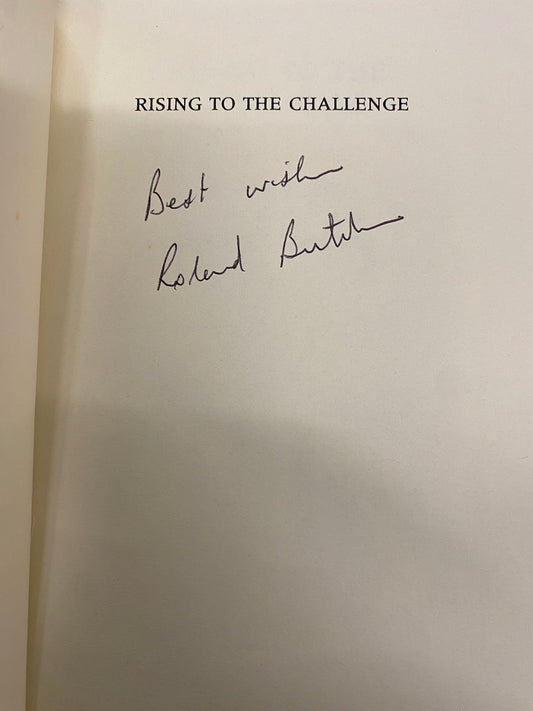 RISING TO THE CHALLENGE
Best wishes
Roland Butcher